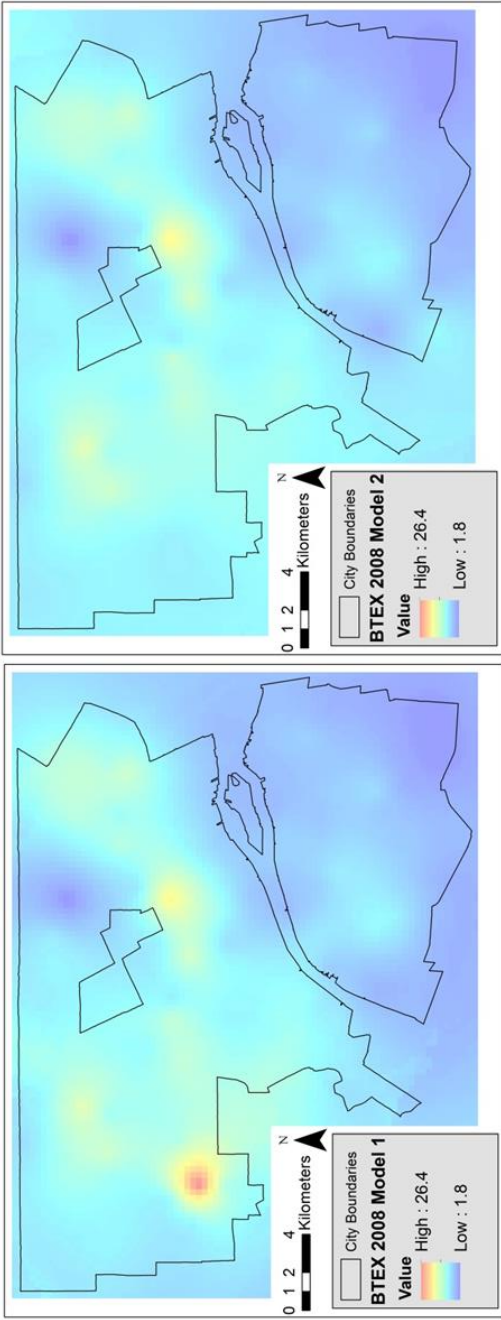 N
0 1 2 4
Kilometers
City Boundaries
BTEX 2008 Model 1
Value
High : 26.4
Low : 1.8
N
0 1 2 4
Kilometers
City Boundaries
BTEX 2008 Model 2
Value
High : 26.4
Low : 1.8